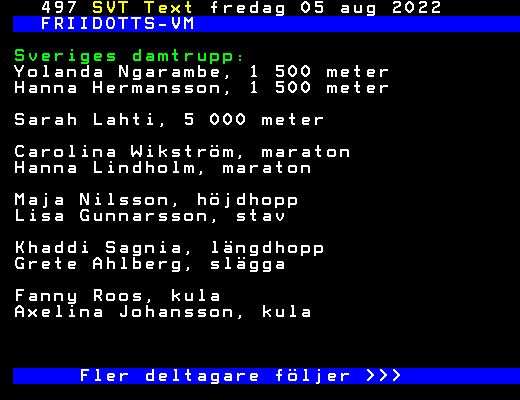 497 SVT Text fredag 05 aug 2022
FRIIDOTTS-VM
Sveriges damtrupp:
Yolanda Ngarambe, 1 500 meter
Hanna Hermansson, 1 500 meter
Sarah Lahti, 5 000 meter
Carolina Wikström, maraton
Hanna Lindholm, maraton
Maja Nilsson, höjdhopp
Lisa Gunnarsson, stav
Khaddi Sagnia, längdhopp
Grete Ahlberg, slägga
Fanny Roos, kula
Axelina Johansson, kula
Fler deltagare följer >>>